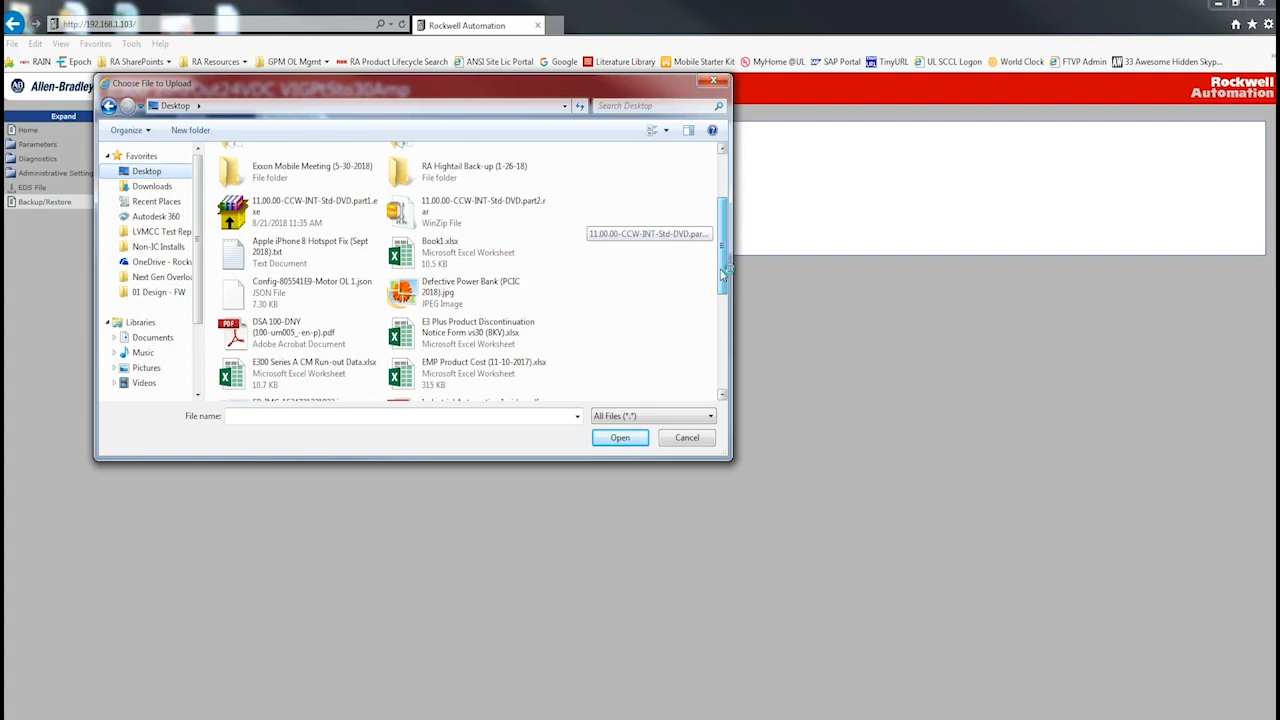 http://192.168.1.103/
Rockwell Automation
File Edit View Favorites Tools Help
RAIN Epoch RA SharePoints RA Resources GPM OL Mgmt RA Product Lifecycle Search ANSI Site Lic Portal Google Literature Library Mobile Starter Kit MyHome @UL SAP Portal TinyURL UL SCCL Logon World Clock FTVP Admin 33 Awesome Hidden Skyp...
Allen-Bradley
Rockwell
Automation
Expand
Home
Parameters
Diagnostics
Administrative Setting
EDS File
Backup/Restore
Choose File to Upload
Desktop
Search Desktop
Organize
New folder
Favorites
Desktop
Downloads
Recent Places
Autodesk 360
LVMCC Test Rep
Non-IC Installs
OneDrive - Rockv
Next Gen Overloa
01 Design - FW
Libraries
Documents
Music
Pictures
Videos
Exxon Mobile Meeting (5-30-2018)
File folder
RA Hightail Back-up (1-26-18)
File folder
11.00.00-CCW-INT-Std-DVD.part1.e
xe
8/21/2018 11:35 AM
11.00.00-CCW-INT-Std-DVD.part2.r
ar
WinZip File
Apple iPhone 8 Hotspot Fix (Sept
2018).txt
Text Document
Book1.xlsx
Microsoft Excel Worksheet
10.5 KB
Config-805541E9-Motor OL 1.json
JSON File
7.30 KB
Defective Power Bank (PCIC
2018).jpg
JPEG Image
DSA 100-DNY
(100-um005_-en-p).pdf
Adobe Acrobat Document
E3 Plus Product Discontinuation
Notice Form vs30 (BKV).xlsx
Microsoft Excel Worksheet
E300 Series A CM Run-out Data.xlsx
Microsoft Excel Worksheet
10.7 KB
EMP Product Cost (11-10-2017).xlsx
Microsoft Excel Worksheet
315 KB
11.00.00-CCW-INT-Std-DVD.par...
File name:
All Files (*.*)
Open
Cancel